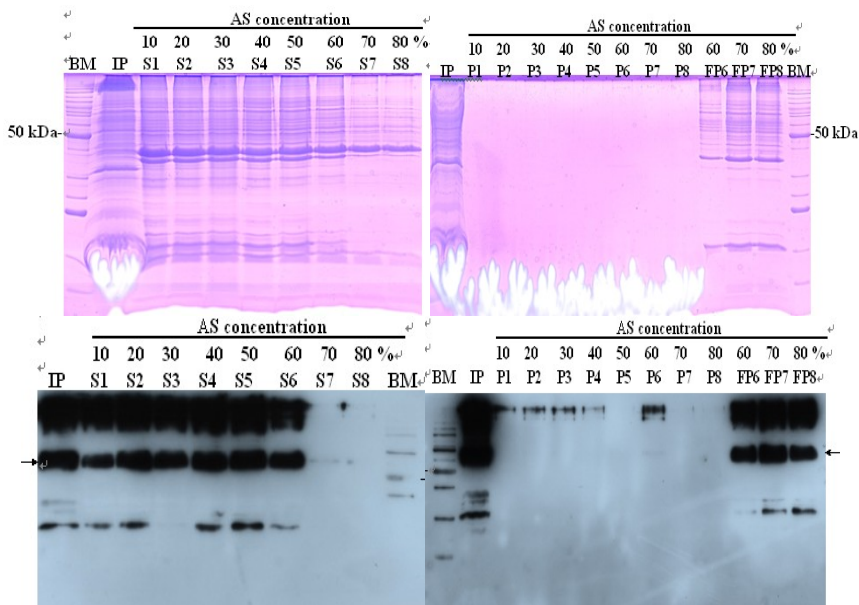 AS concentration
10 20 30 40 50 60 70 80 %
BM IP S1 S2 S3 S4 S5 S6 S7 S8
50 kDa-
AS concentration
10 20 30 40 50 60 70 80 60 70 80 %
IP P1 P2 P3 P4 P5 P6 P7 P8 FP6 FP7 FP8 BM
-50 kDa
AS concentration
10 20 30 40 50 60 70 80 %
IP S1 S2 S3 S4 S5 S6 S7 S8 BM
AS concentration
10 20 30 40 50 60 70 80 60 70 80 %
BM IP P1 P2 P3 P4 P5 P6 P7 P8 FP6 FP7 FP8